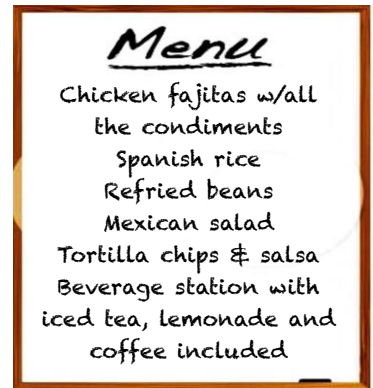 Menu
Chicken fajitas w/all
the condiments
Spanish rice
Refried beans
Mexican salad
Tortilla chips & salsa
Beverage station with
iced tea, lemonade and
coffee included